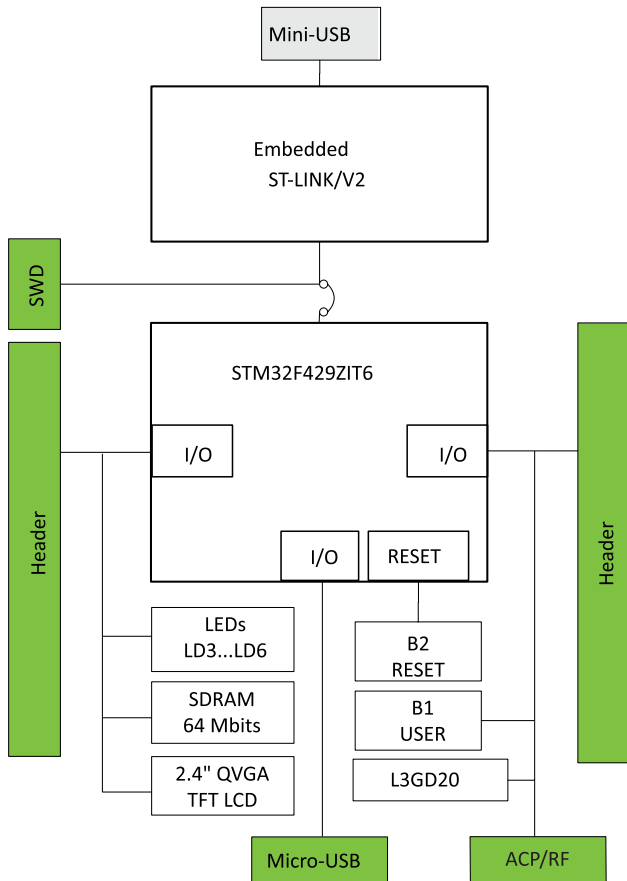 Mini-USB
Embedded
ST-LINK/V2
SWD
STM32F429ZIT6
I/O
I/O
Header
Header
I/O
RESET
LEDs
LD3...LD6
B2
RESET
SDRAM
64 Mbits
B1
USER
2.4" QVGA
TFT LCD
L3GD20
Micro-USB
ACP/RF